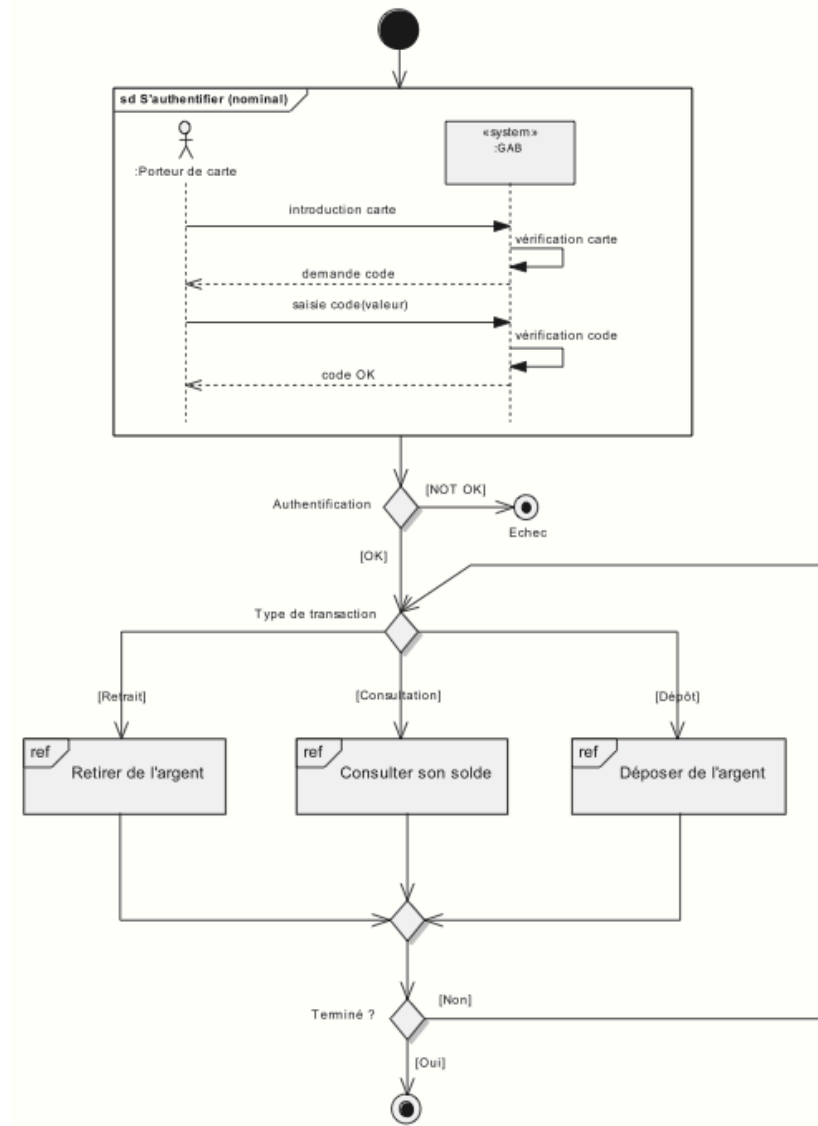 sd S'authentifier (nominal)
«system»
:GAB
:Porteur de carte
introduction carte
vérification carte
demande code
saisie code(valeur)
vérification code
code OK
Authentification
[NOT OK]
Echec
[OK]
Type de transaction
[Retrait]
[Consultation]
[Dépôt]
ref
Retirer de l'argent
ref
Consulter son solde
ref
Déposer de l'argent
Terminé ?
[Non]
[Oui]